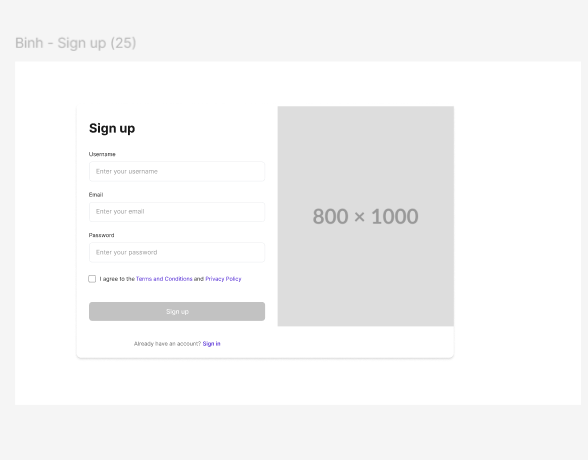 Binh - Sign up (25)
Sign up
Username
Enter your username
Email
Enter your email
Password
Enter your password
I agree to the Terms and Conditions and Privacy Policy
Sign up
Already have an account? Sign in
800 × 1000